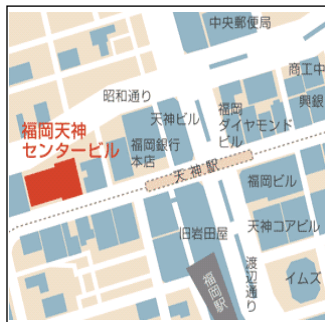 中央郵便局
商工中
昭和通り
興銀
天神ビル
福岡
ダイヤモンド
ビル
福岡天神
センタービル
福岡銀行
本店
天神駅
福岡ビル
旧岩田屋
天神コアビル
渡辺通り
福岡駅
イムズ